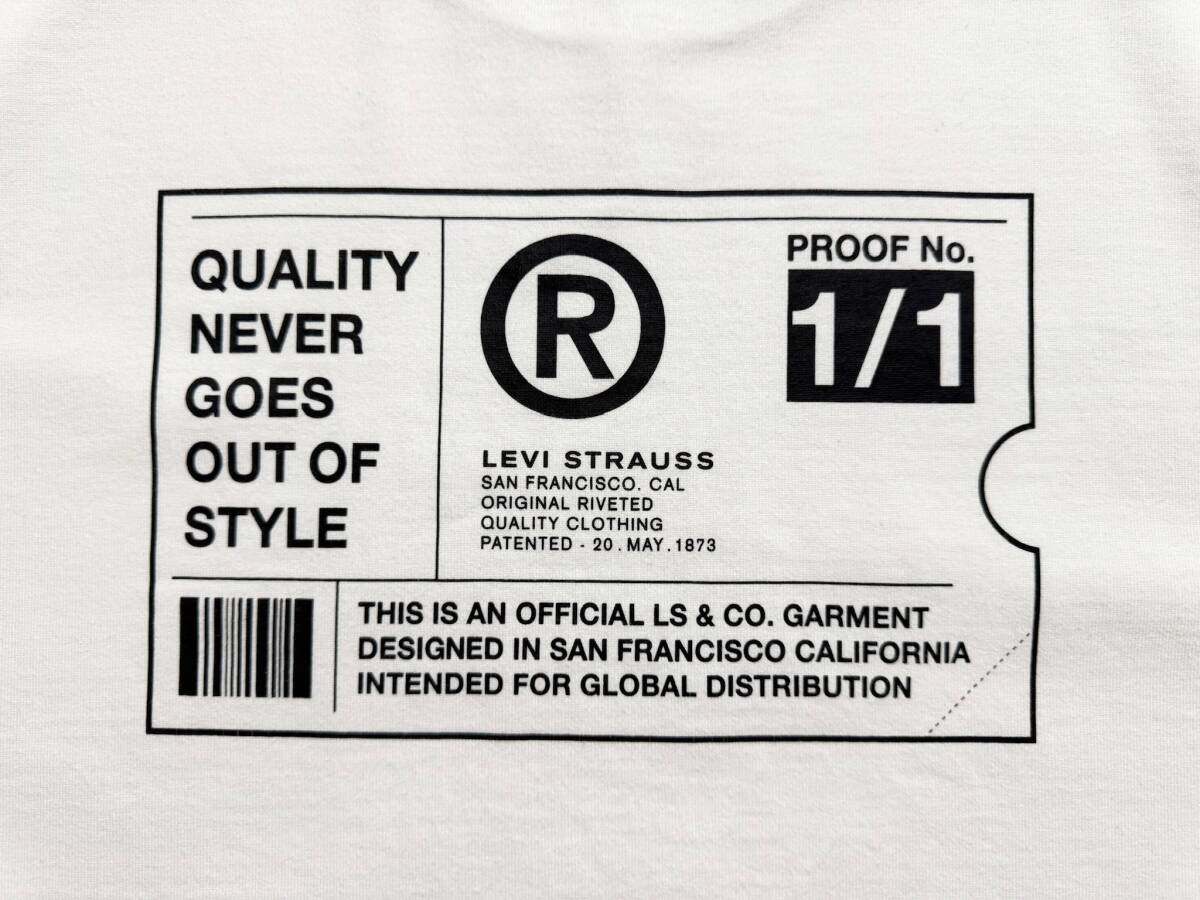 QUALITY
NEVER
GOES
OUT OF
STYLE
®
LEVI STRAUSS
SAN FRANCISCO. CAL
ORIGINAL RIVETED
QUALITY CLOTHING
PATENTED - 20 . MAY . 1873
PROOF No.
1/1
THIS IS AN OFFICIAL LS & CO. GARMENT
DESIGNED IN SAN FRANCISCO CALIFORNIA
INTENDED FOR GLOBAL DISTRIBUTION